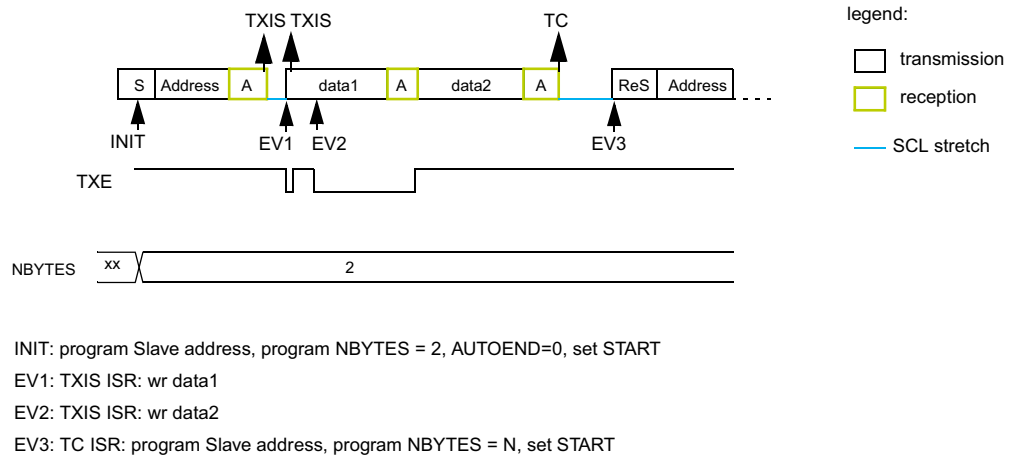 TXIS TXIS TC legend:
transmission
reception
SCL stretch
S Address A data1 A data2 A ReS Address
INIT EV1 EV2 EV3
TXE
NBYTES xx 2
INIT: program Slave address, program NBYTES = 2, AUTOEND=0, set START
EV1: TXIS ISR: wr data1
EV2: TXIS ISR: wr data2
EV3: TC ISR: program Slave address, program NBYTES = N, set START